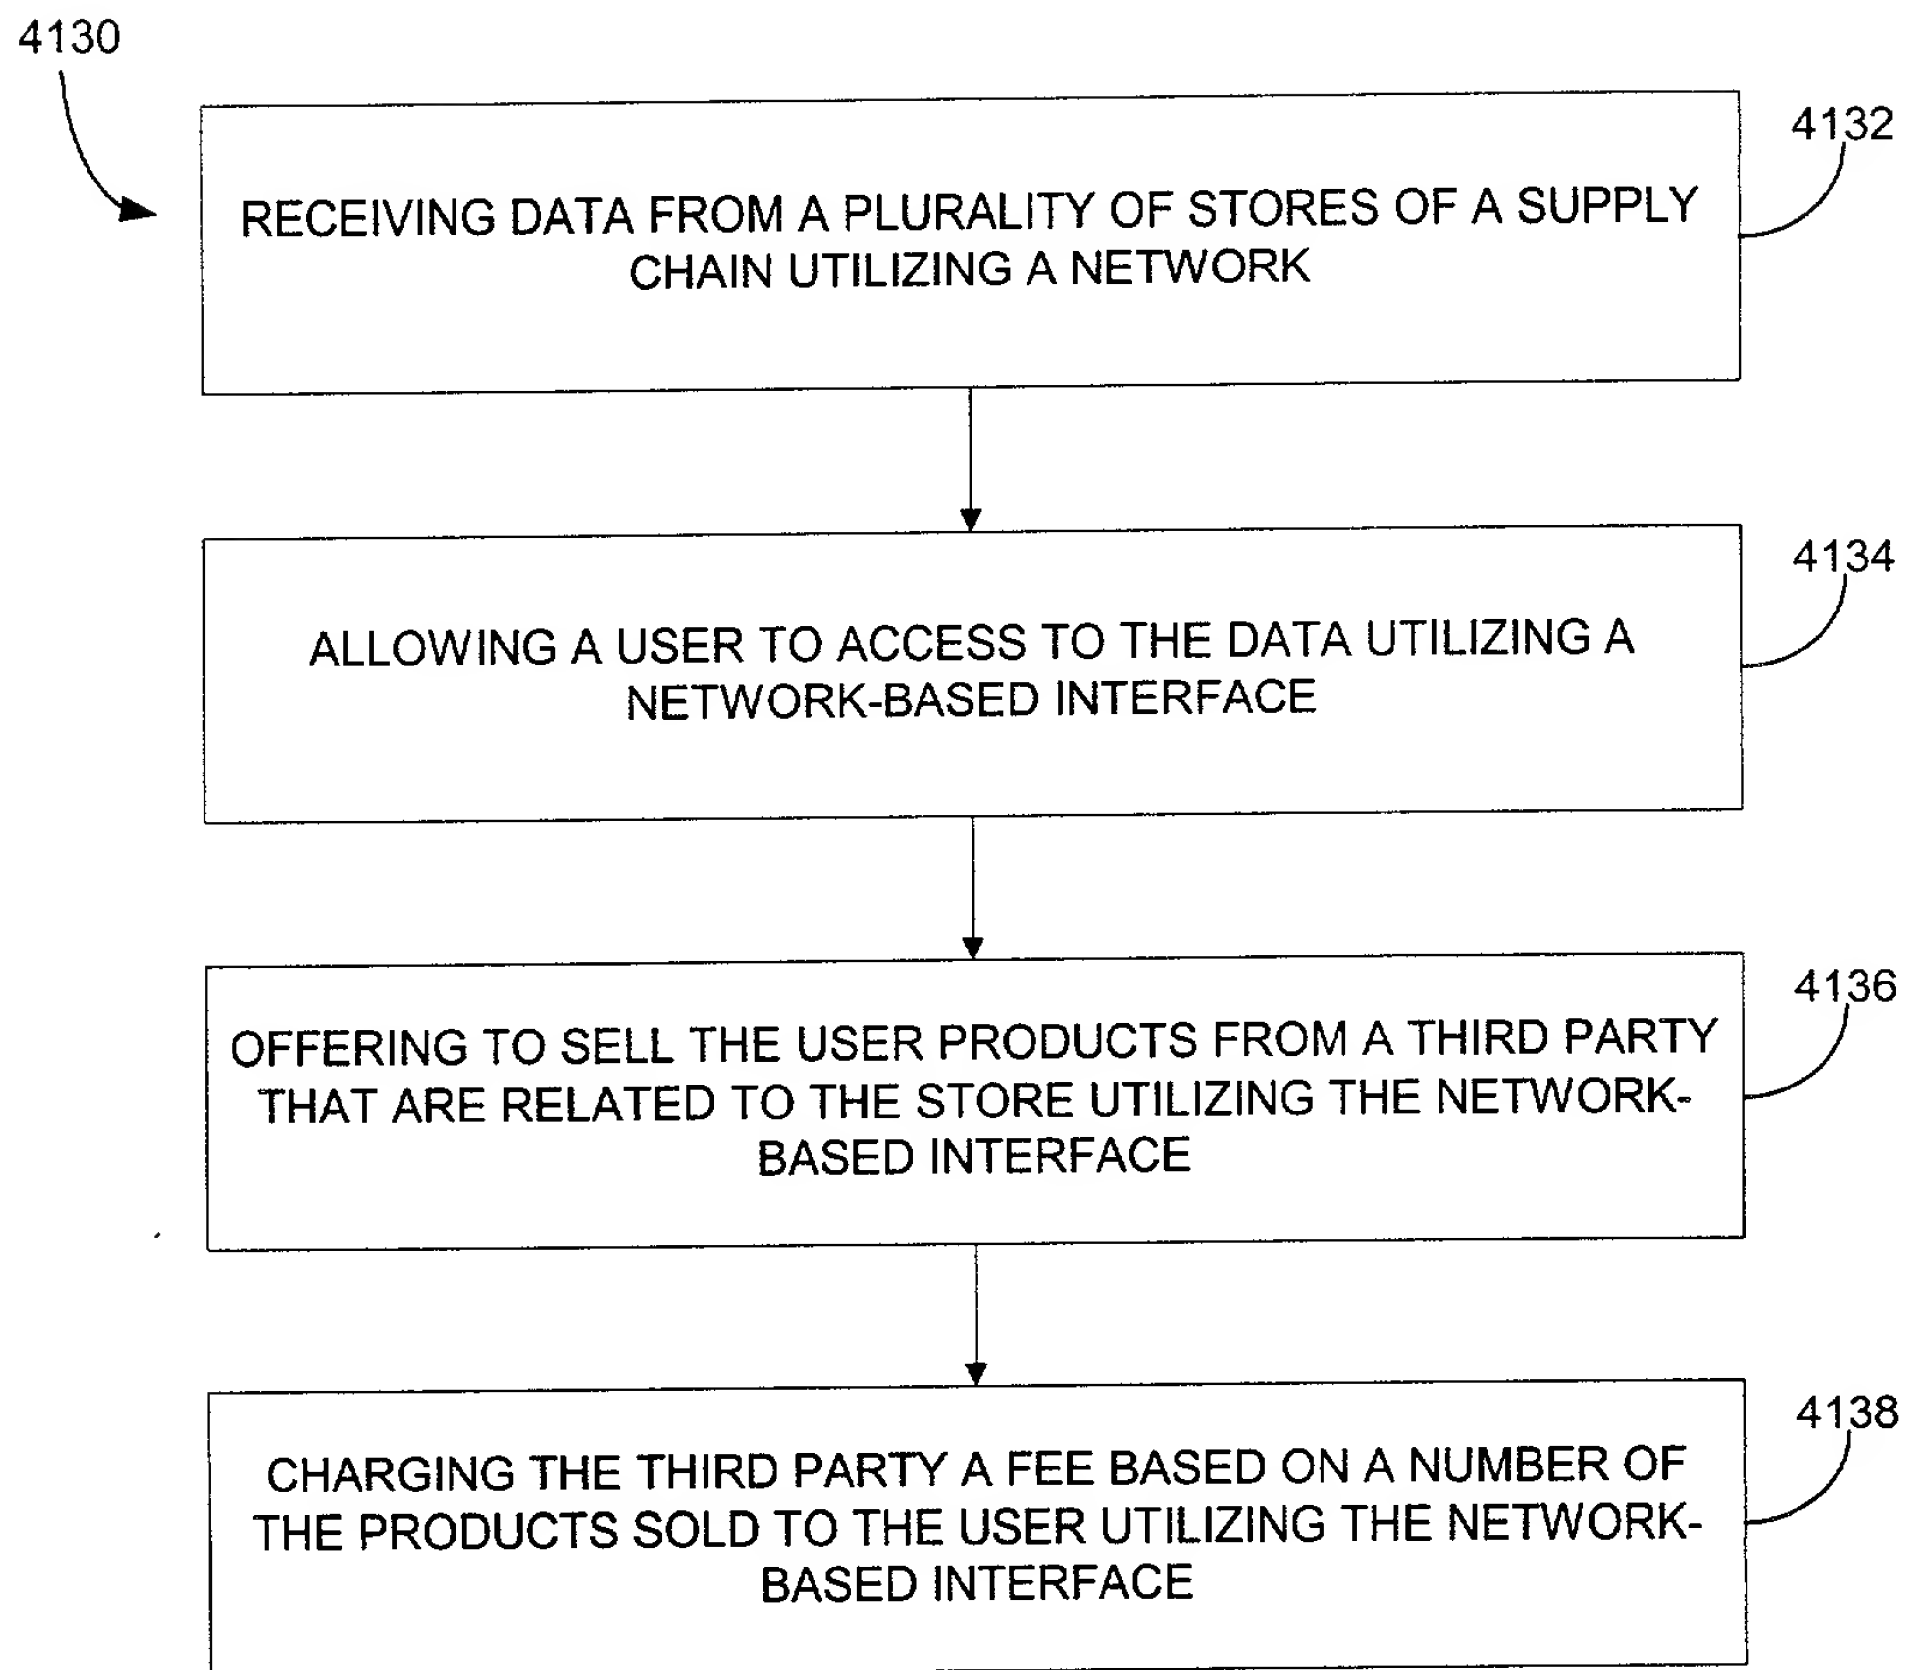 4130
4132
RECEIVING DATA FROM A PLURALITY OF STORES OF A SUPPLY
CHAIN UTILIZING A NETWORK
4134
ALLOWING A USER TO ACCESS TO THE DATA UTILIZING A
NETWORK-BASED INTERFACE
4136
OFFERING TO SELL THE USER PRODUCTS FROM A THIRD PARTY
THAT ARE RELATED TO THE STORE UTILIZING THE NETWORK-
BASED INTERFACE
4138
CHARGING THE THIRD PARTY A FEE BASED ON A NUMBER OF
THE PRODUCTS SOLD TO THE USER UTILIZING THE NETWORK-
BASED INTERFACE